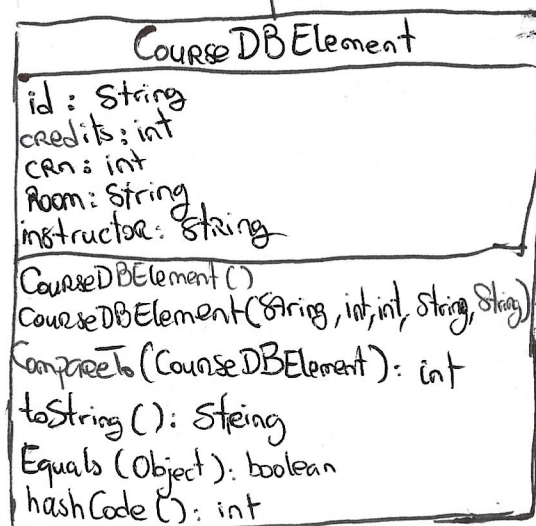 CourseDBElement
id: String
credits: int
crn: int
Room: String
instructor: String
CourseDBElement()
CourseDBElement(String, int, int, String, String)
CompareTo(CourseDBElement): int
toString(): String
Equals(Object): boolean
hashCode(): int